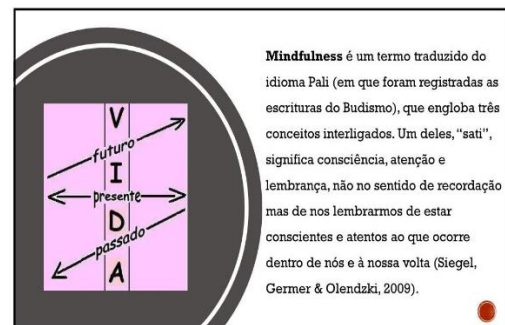 V
futuro
I
presente
D
passado
A
Mindfulness é um termo traduzido do
idioma Pali (em que foram registradas as
escrituras do Budismo), que engloba três
conceitos interligados. Um deles, “sati”,
significa consciência, atenção e
lembrança, não no sentido de recordação
mas de nos lembrarmos de estar
conscientes e atentos ao que ocorre
dentro de nós e à nossa volta (Siegel,
Germer & Olendzki, 2009).